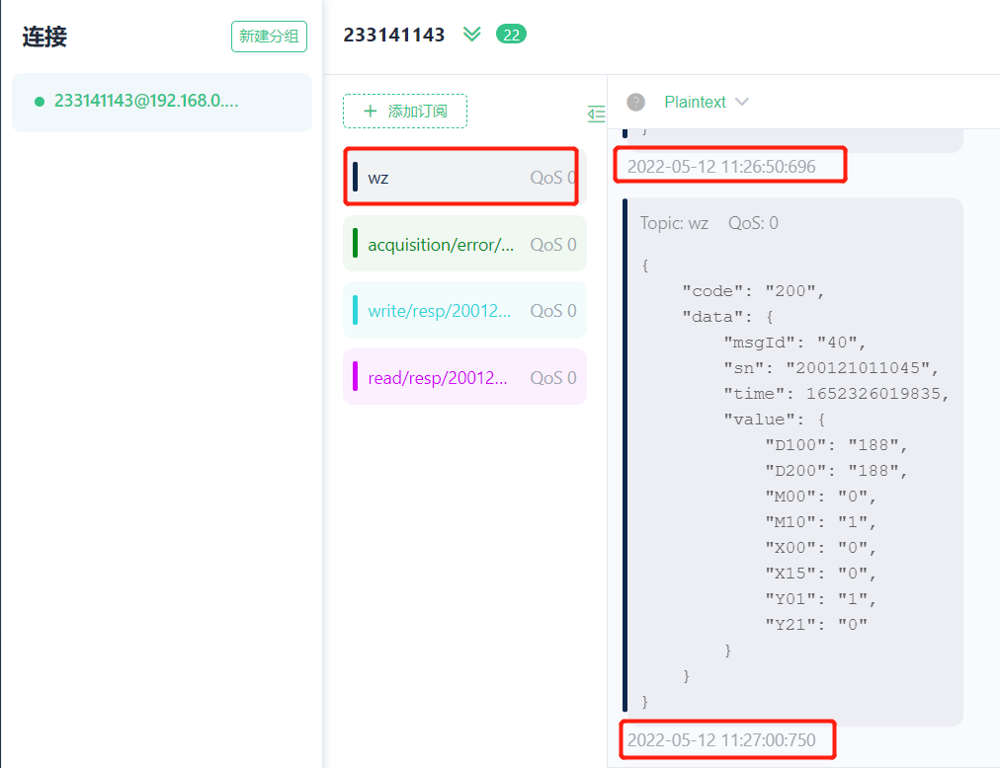 连接
新建分组
233141143@192.168.0....
233141143
22
添加订阅
wz QoS 0
acquisition/error/... QoS 0
write/resp/20012... QoS 0
read/resp/20012... QoS 0
? Plaintext
}
2022-05-12 11:26:50:696
Topic: wz QoS: 0
{
"code": "200",
"data": {
"msgId": "40",
"sn": "200121011045",
"time": 1652326019835,
"value": {
"D100": "188",
"D200": "188",
"M00": "0",
"M10": "1",
"X00": "0",
"X15": "0",
"Y01": "1",
"Y21": "0"
}
}
}
2022-05-12 11:27:00:750